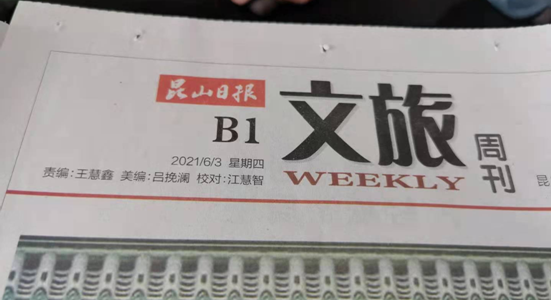 昆山日报
B1
2021/6/3 星期四
责编:王慧鑫 美编:吕挽澜 校对:江慧智
文旅
周刊
WEEKLY
昆